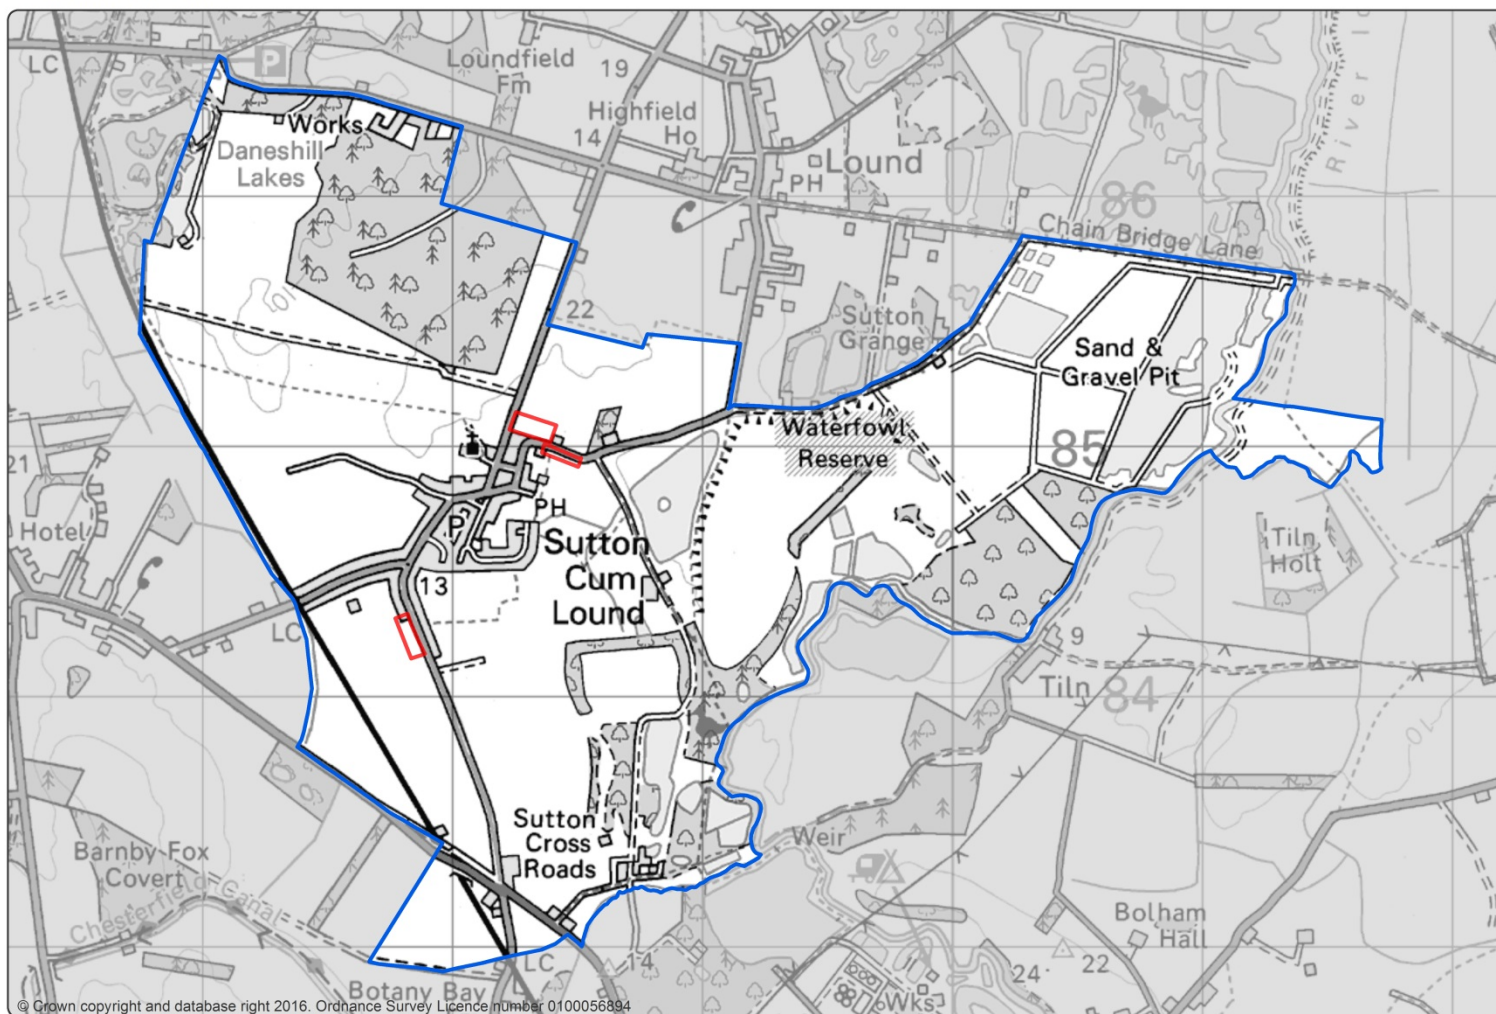 LC
P
Loundfield
Fm
19
Works
Daneshill
Lakes
Highfield
Ho
14
Lound
PH
86
River I
Chain Bridge Lane
22
10
Sutton
Grange
Sand &
Gravel Pit
Waterfowl
Reserve
85
21
Hotel
P
PH
Sutton
Cum
Lound
13
LC
Tiln
Holt
9
Tiln
84
10
Sutton
Cross
Roads
Weir
Barnby Fox
Covert
Chesterfield Canal
Bolham
Hall
LC
14
24
22
Botany Bay
Wks
© Crown copyright and database right 2016. Ordnance Survey Licence number 0100056894